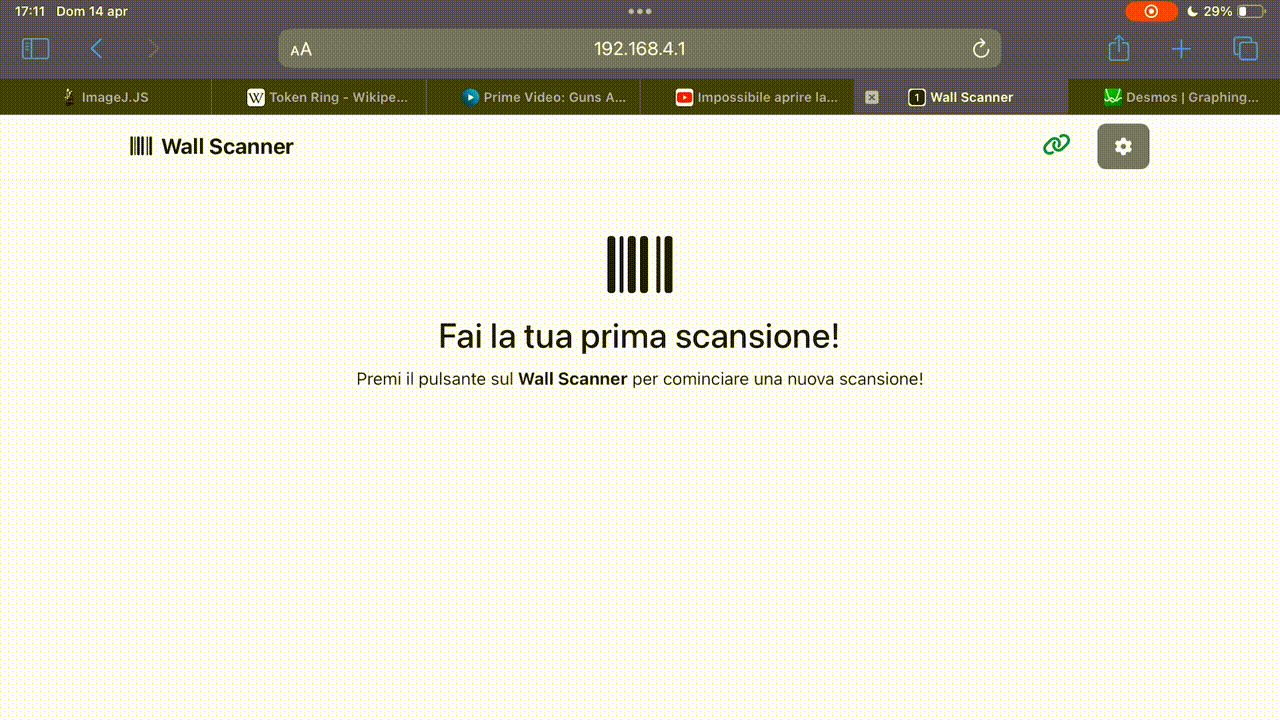 17:11 Dom 14 apr
29%
AA 192.168.4.1
ImageJ.JS
Token Ring - Wikipe...
Prime Video: Guns A...
Impossibile aprire la...
1 Wall Scanner
Desmos | Graphing...
Wall Scanner
Fai la tua prima scansione!
Premi il pulsante sul Wall Scanner per cominciare una nuova scansione!